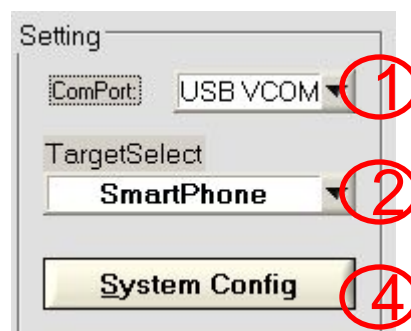 Setting
ComPort: USB VCOM 1
TargetSelect
SmartPhone 2
System Config 4